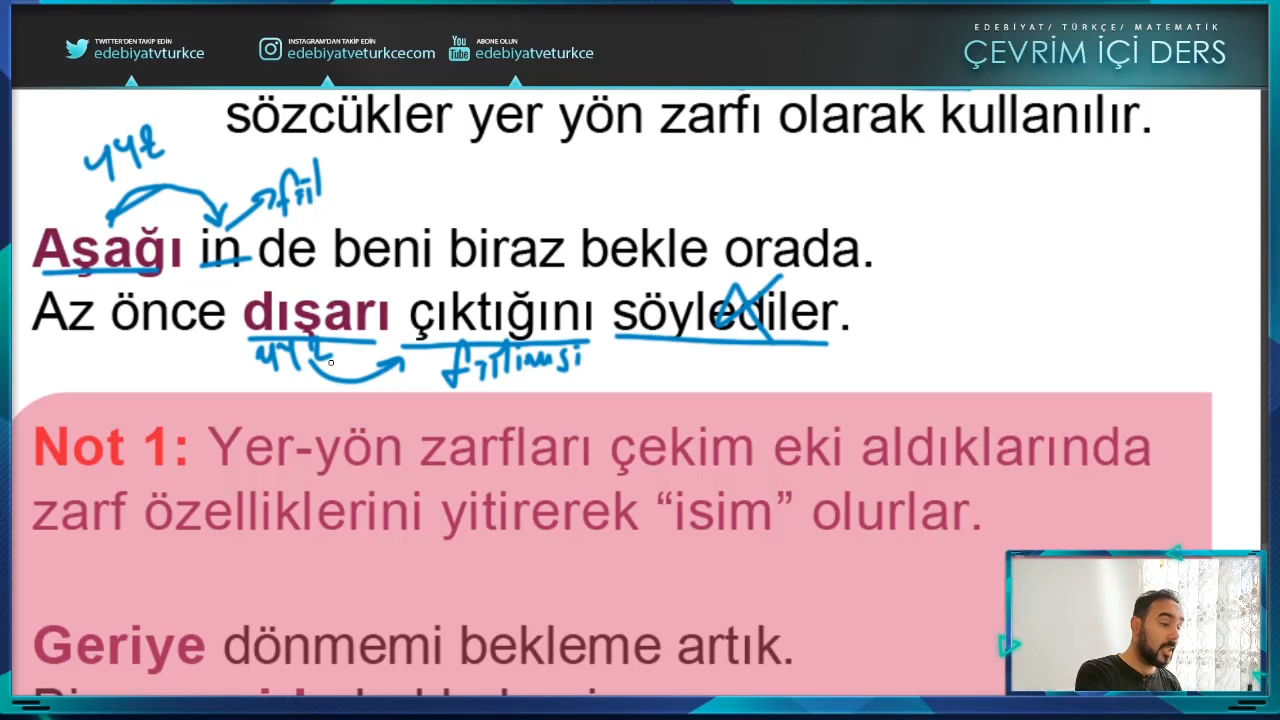 TWITTER'DAN TAKİP EDİN
edebiyatvturkce
INSTAGRAM'DAN TAKİP EDİN
edebiyatveturkcecom
You
Tube
ABONE OLUN
edebiyatveturkce
EDEBİYAT/ TÜRKÇE/ MATEMATİK
ÇEVRİM İÇİ DERS
sözcükler yer yön zarfı olarak kullanılır.
yyz
fiil
Aşağı in de beni biraz bekle orada.
Az önce dışarı çıktığını söylediler.
yyz
fiilimsi
Not 1: Yer-yön zarfları çekim eki aldıklarında
zarf özelliklerini yitirerek “isim” olurlar.
Geriye dönmemi bekleme artık.